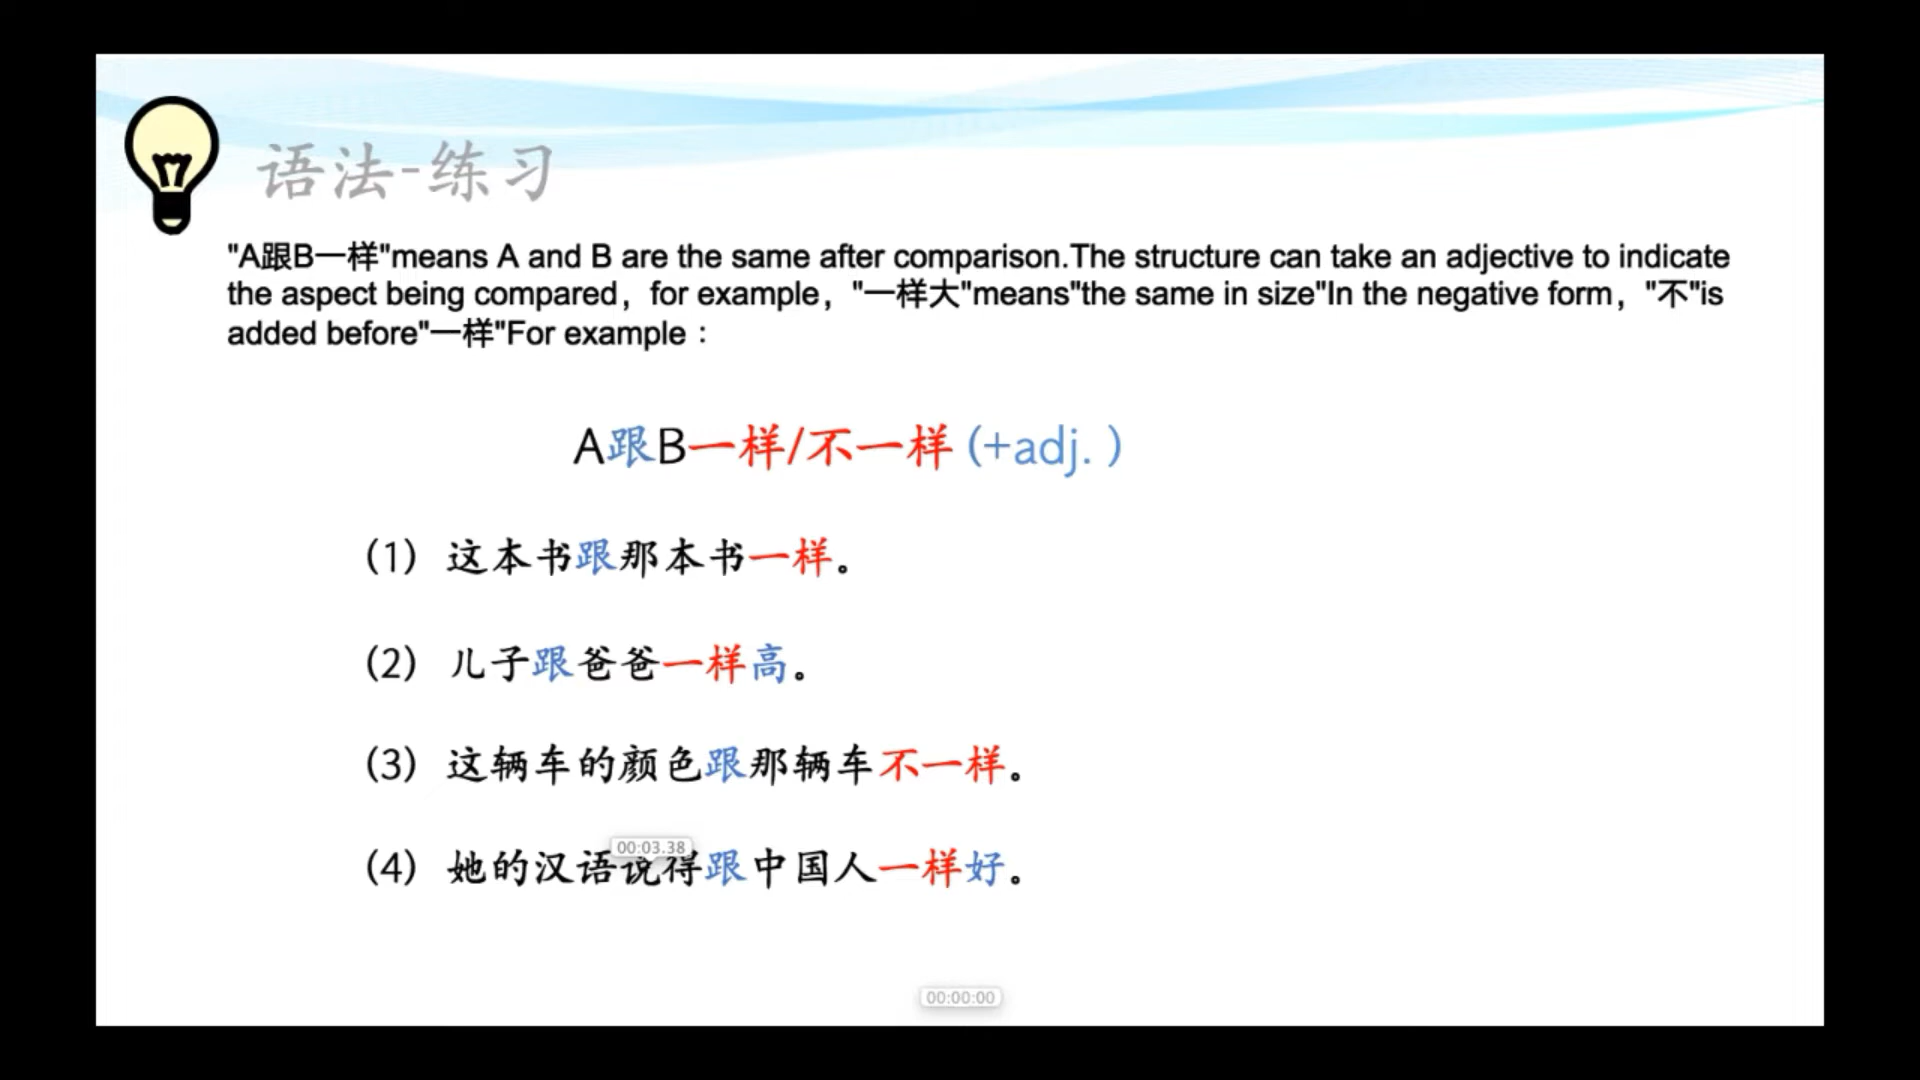 语法-练习
"A跟B一样"means A and B are the same after comparison.The structure can take an adjective to indicate
the aspect being compared，for example，"一样大"means"the same in size"In the negative form，"不"is
added before"一样"For example：
A跟B一样/不一样(+adj. )
(1) 这本书跟那本书一样。
(2) 儿子跟爸爸一样高。
(3) 这辆车的颜色跟那辆车不一样。
00:03.38
(4) 她的汉语说得跟中国人一样好。
00:00:00